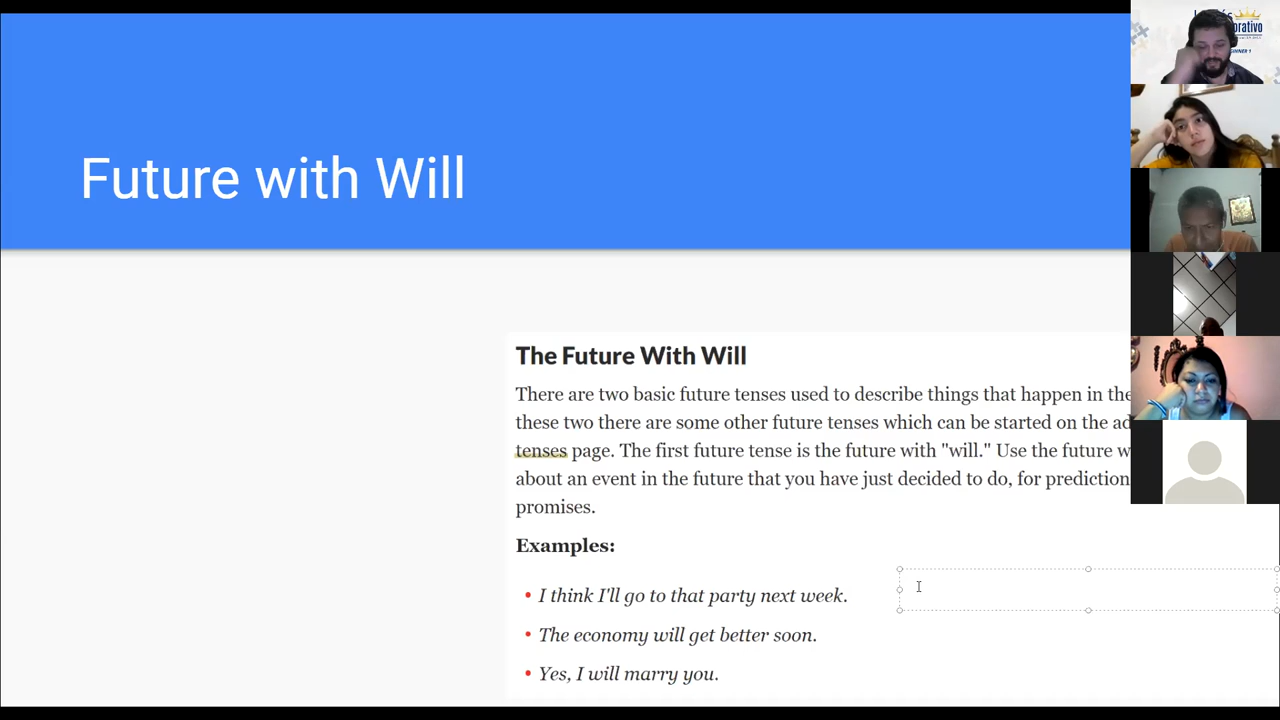 Future with Will
The Future With Will
There are two basic future tenses used to describe things that happen in the
these two there are some other future tenses which can be started on the ad
tenses page. The first future tense is the future with "will." Use the future w
about an event in the future that you have just decided to do, for prediction
promises.
Examples:
• I think I'll go to that party next week.
• The economy will get better soon.
• Yes, I will marry you.